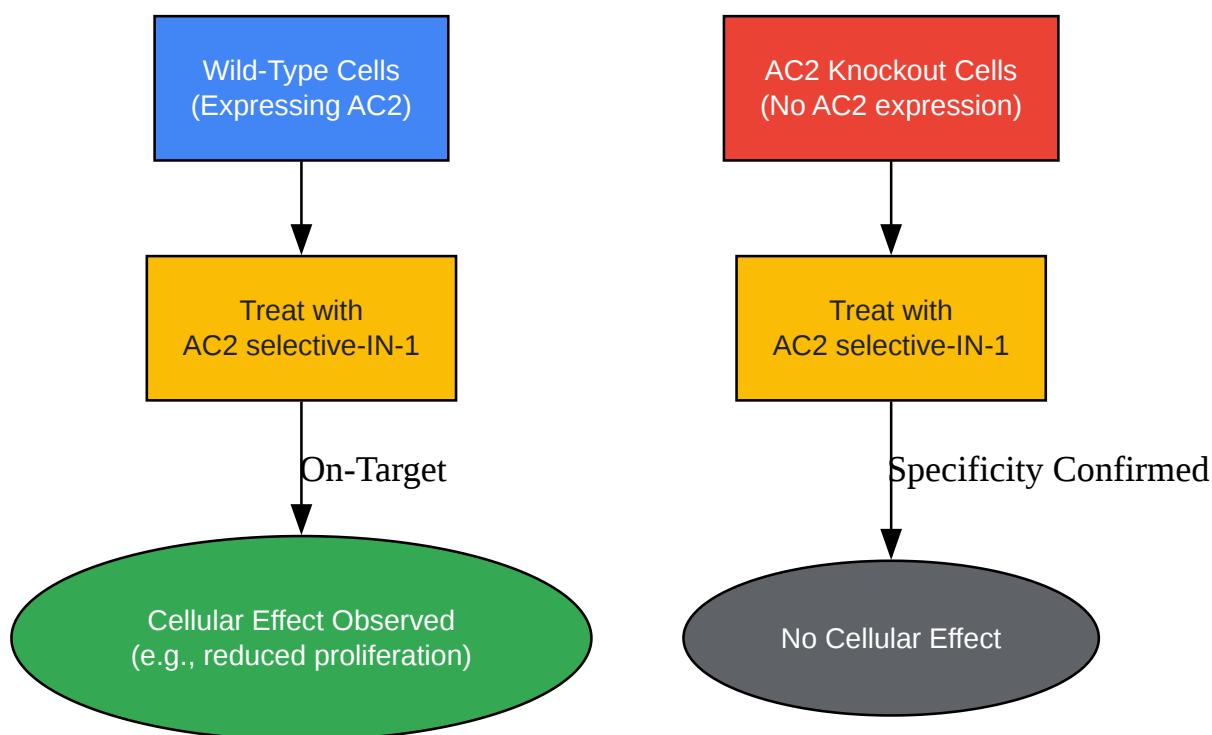 Wild-Type Cells
(Expressing AC2)
AC2 Knockout Cells
(No AC2 expression)
Treat with
AC2 selective-IN-1
Treat with
AC2 selective-IN-1
On-Target
Specificity Confirmed
Cellular Effect Observed
(e.g., reduced proliferation)
No Cellular Effect